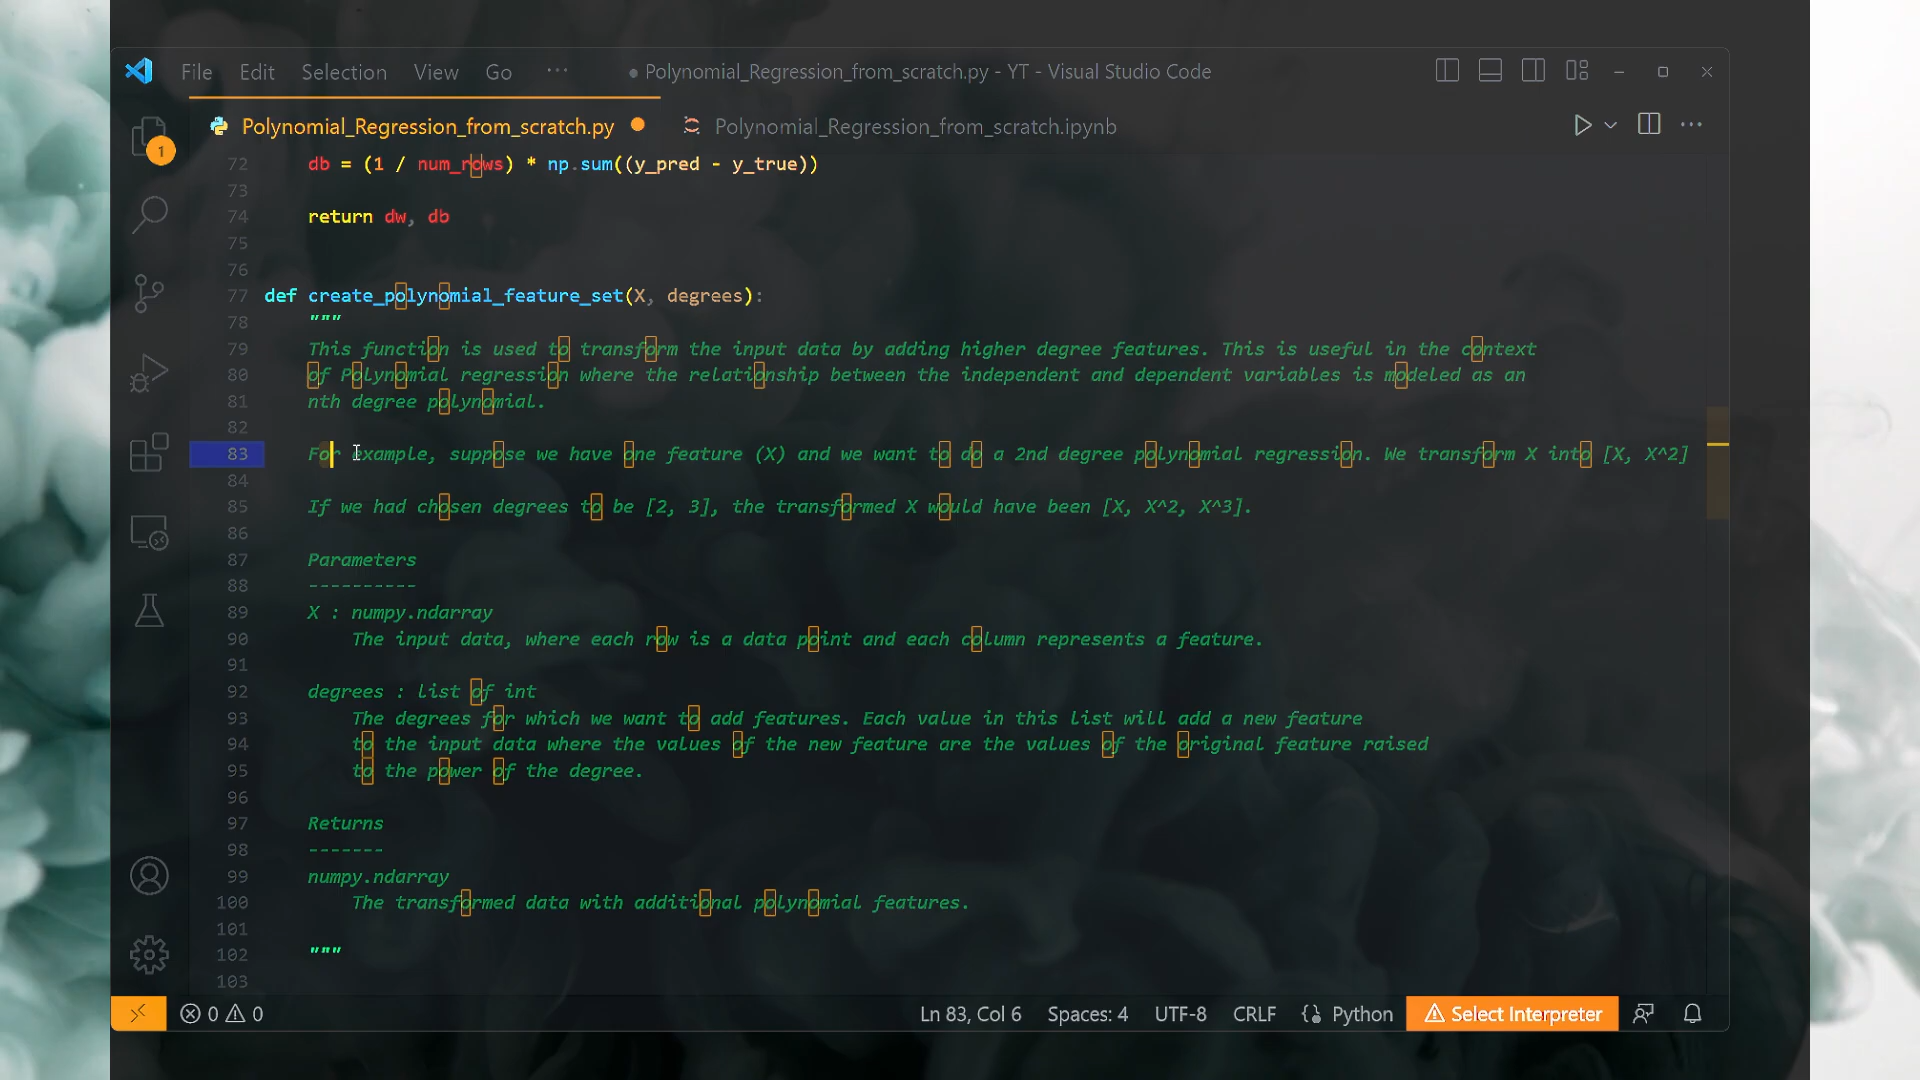 File Edit Selection View Go ··· ● Polynomial_Regression_from_scratch.py - YT - Visual Studio Code
Polynomial_Regression_from_scratch.py Polynomial_Regression_from_scratch.ipynb
1
72 db = (1 / num_rows) * np.sum((y_pred - y_true))
73
74 return dw, db
75
76
77 def create_polynomial_feature_set(X, degrees):
78 """
79 This function is used to transform the input data by adding higher degree features. This is useful in the context
80 of Polynomial regression where the relationship between the independent and dependent variables is modeled as an
81 nth degree polynomial.
82
83 For example, suppose we have one feature (X) and we want to do a 2nd degree polynomial regression. We transform X into [X, X^2]
84
85 If we had chosen degrees to be [2, 3], the transformed X would have been [X, X^2, X^3].
86
87 Parameters
88 ----------
89 X : numpy.ndarray
90 The input data, where each row is a data point and each column represents a feature.
91
92 degrees : list of int
93 The degrees for which we want to add features. Each value in this list will add a new feature
94 to the input data where the values of the new feature are the values of the original feature raised
95 to the power of the degree.
96
97 Returns
98 -------
99 numpy.ndarray
100 The transformed data with additional polynomial features.
101
102 """
103
0 0 Ln 83, Col 6 Spaces: 4 UTF-8 CRLF Python Select Interpreter